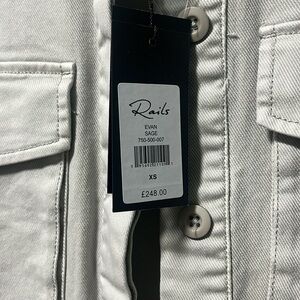 Rails
EVAN
SAGE
750-500-007
XS
£248.00